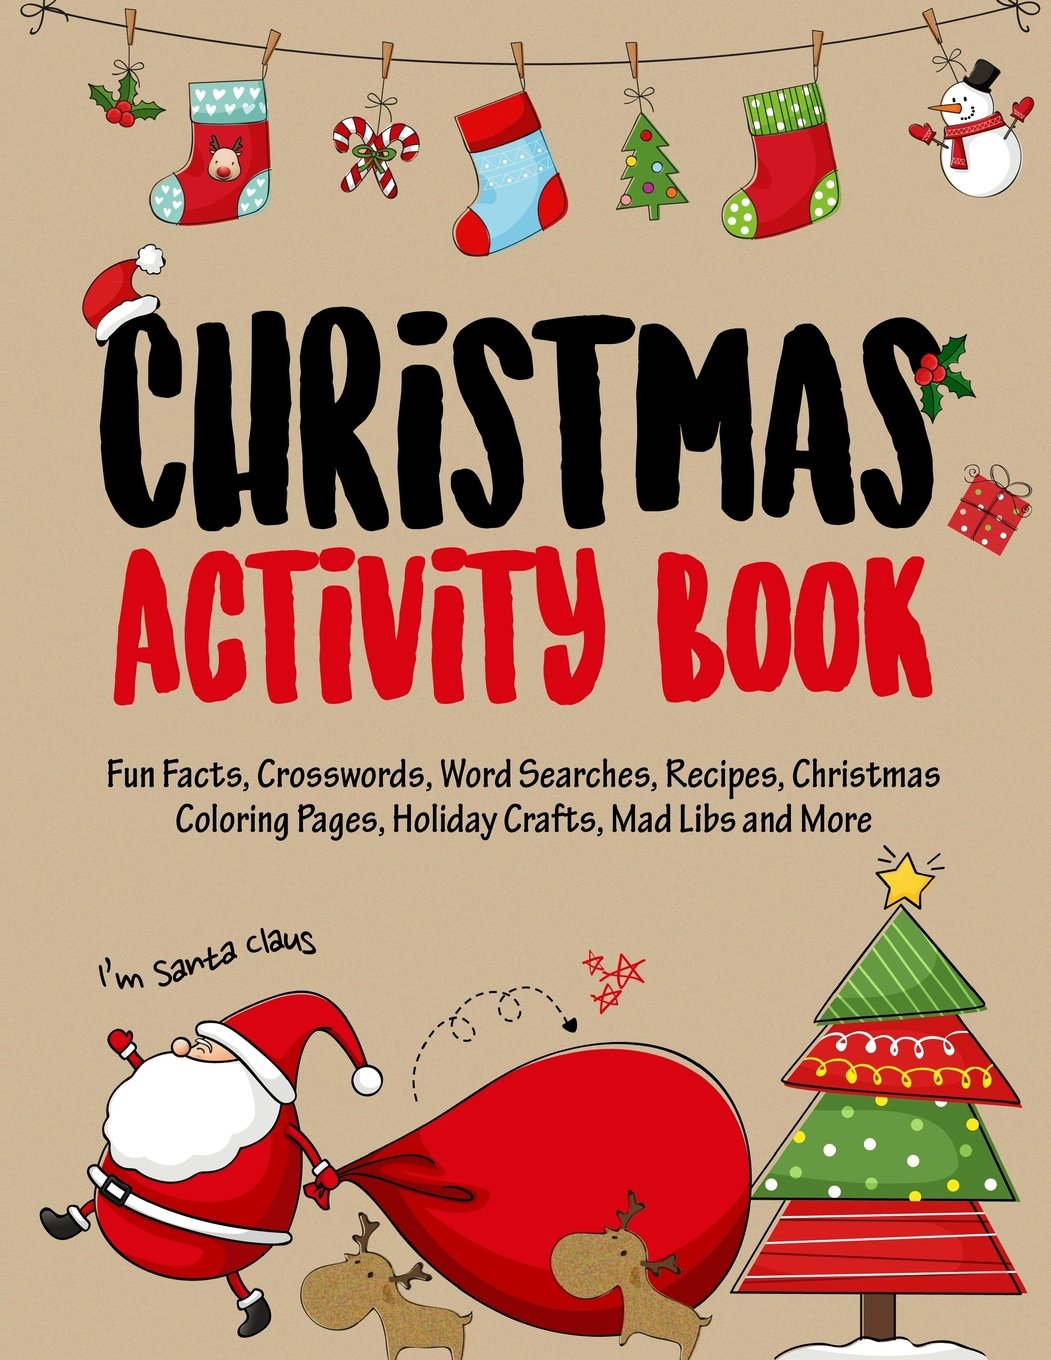 CHRiSTMAS
ACTiViTY BOOK
Fun Facts, Crosswords, Word Searches, Recipes, Christmas
Coloring Pages, Holiday Crafts, Mad Libs and More
I'm Santa Claus